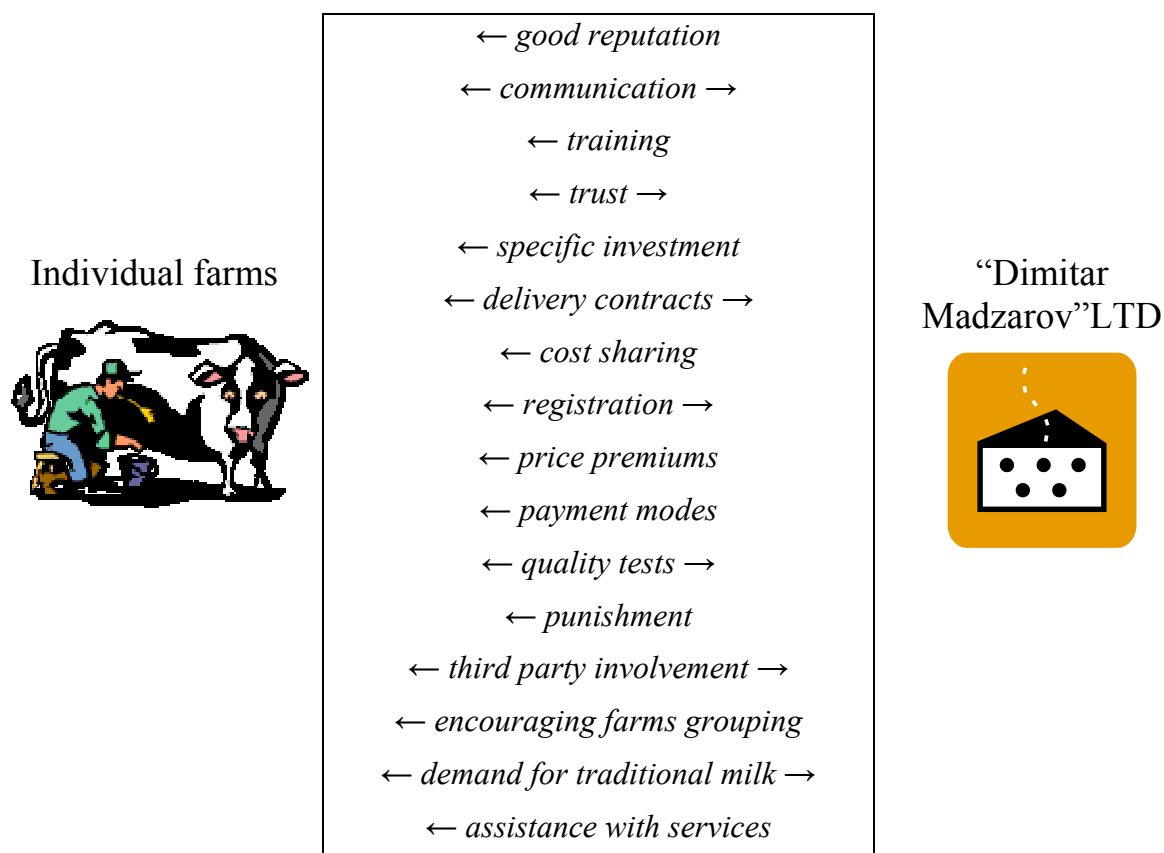 ← good reputation
← communication →
← training
← trust →
← specific investment
Individual farms
“Dimitar
Madzarov”LTD
← delivery contracts →
← cost sharing
← registration →
← price premiums
← payment modes
← quality tests →
← punishment
← third party involvement →
← encouraging farms grouping
← demand for traditional milk →
← assistance with services